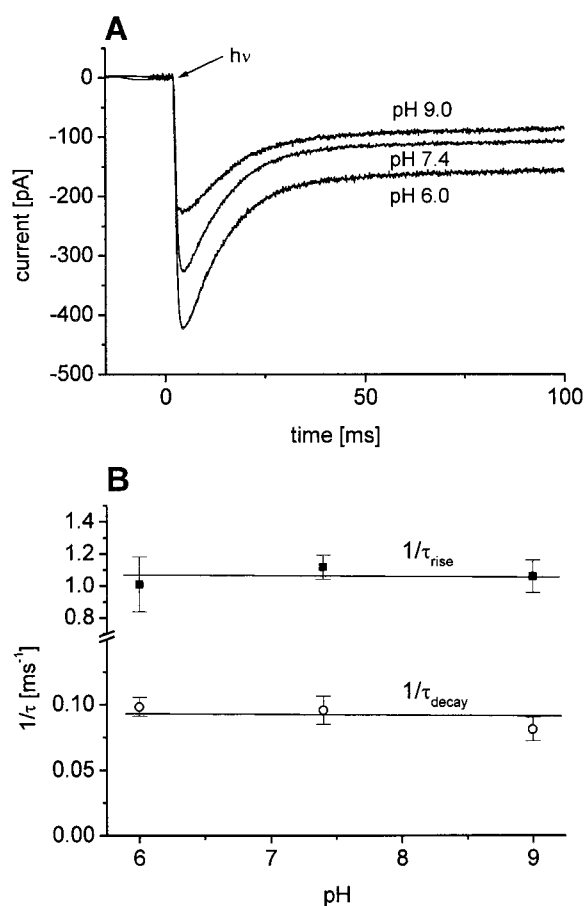 A
hν
0
-100
-200
-300
-400
-500
current [pA]
pH 9.0
pH 7.4
pH 6.0
0
50
100
time [ms]
B
1.4
1.2
1.0
0.8
0.10
0.05
0.00
1/τ [ms⁻¹]
1/τrise
1/τdecay
6
7
8
9
pH